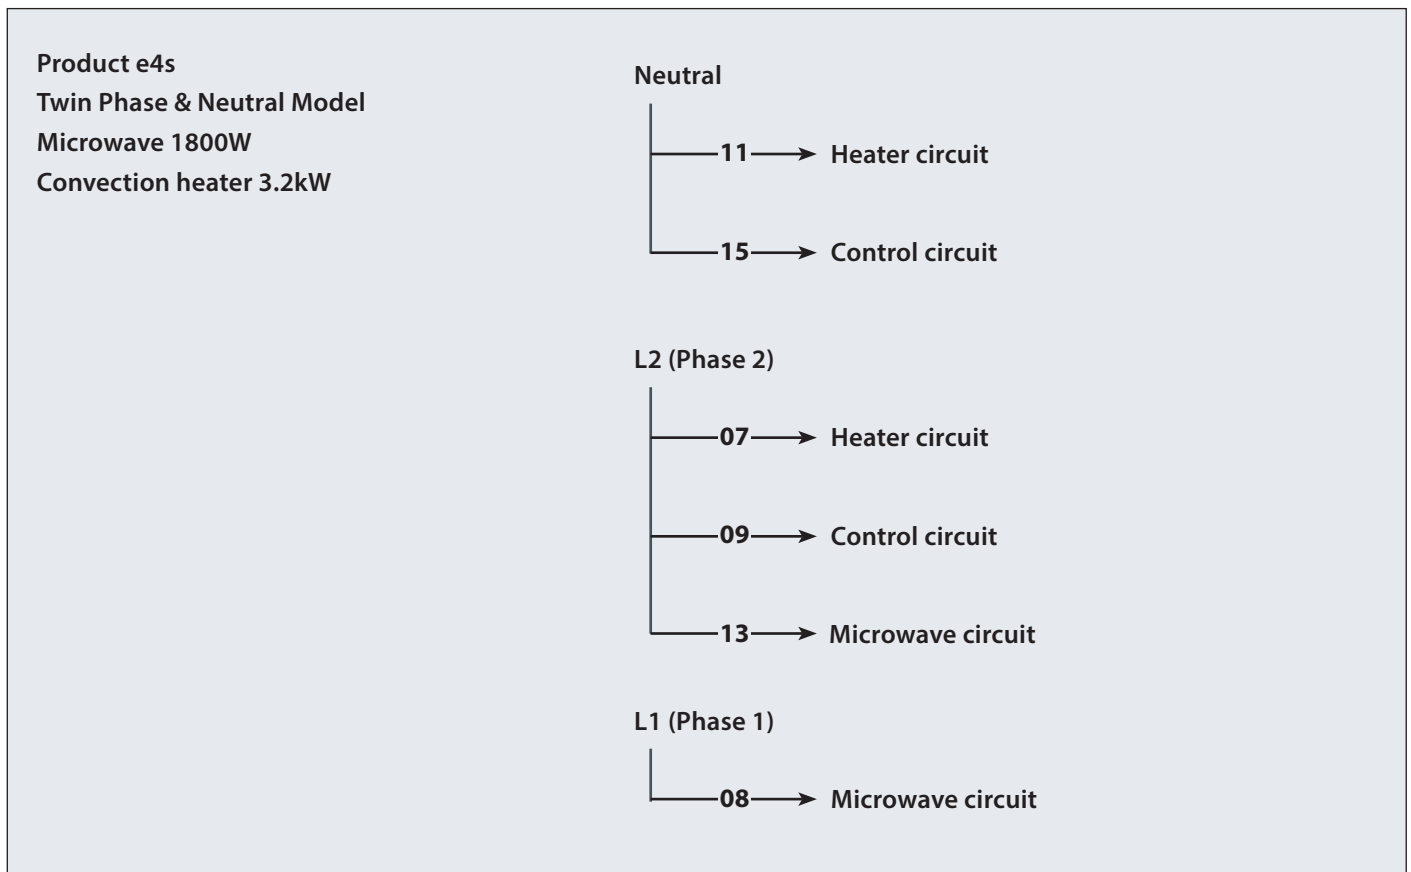 Product e4s
Twin Phase & Neutral Model
Microwave 1800W
Convection heater 3.2kW
Neutral
11 Heater circuit
15 Control circuit
L2 (Phase 2)
07 Heater circuit
09 Control circuit
13 Microwave circuit
L1 (Phase 1)
08 Microwave circuit